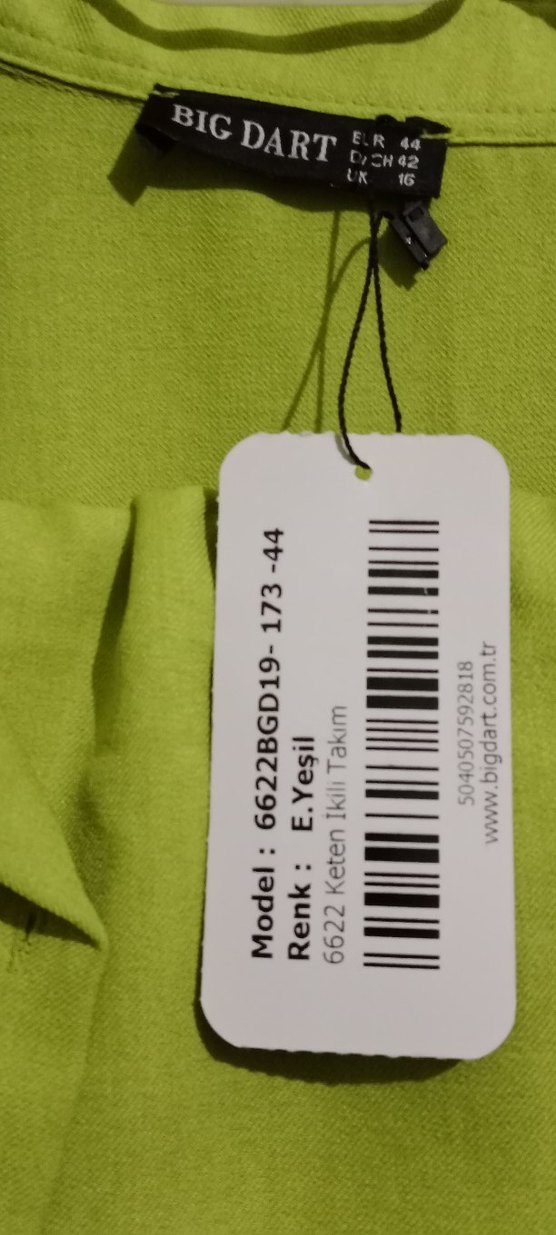 BIG DART
EUR 44
D/CH 42
UK 16
Model : 6622BGD19- 173 -44
Renk : E.Yeşil
6622 Keten İkili Takım
5040507592818
www.bigdart.com.tr